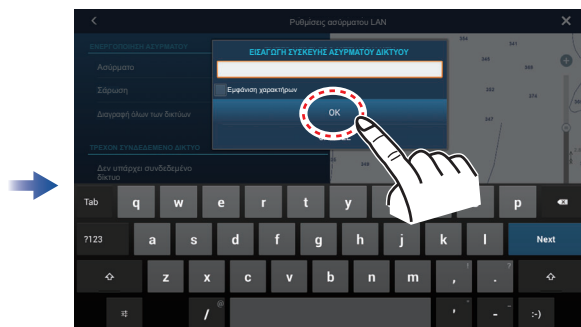 Ρυθμίσεις ασύρματου LAN
ΕΝΕΡΓΟΠΟΙΗΣΗ ΑΣΥΡΜΑΤΟΥ
ΕΙΣΑΓΩΓΗ ΣΥΣΚΕΥΗΣ ΑΣΥΡΜΑΤΟΥ ΔΙΚΤΥΟΥ
Ασύρματο
Σάρωση
Εμφάνιση χαρακτήρων
Διαγραφή όλων των δικτύων
OK
ΤΡΕΧΟΝ ΣΥΝΔΕΔΕΜΕΝΟ ΔΙΚΤΥΟ
Δεν υπάρχει συνδεδεμένο
δίκτυο
Tab q w e r t y p
?123 a s d f g h j k l Next
z x c v b n m , ! . ?
/ @ ' " - _ :-)